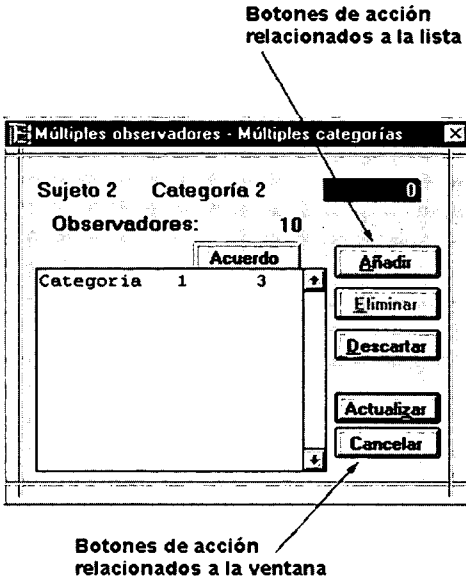 Botones de acción
relacionados a la lista
Múltiples observadores - Múltiples categorías
Sujeto 2 Categoría 2 0
Observadores: 10
Acuerdo
Categoria 1 3
Añadir
Eliminar
Descartar
Actualizar
Cancelar
Botones de acción
relacionados a la ventana